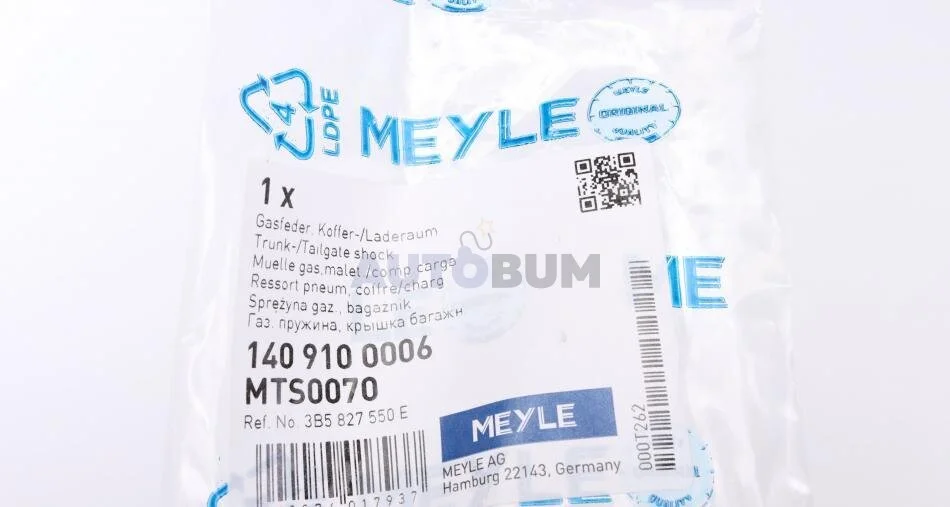 4
LDPE
MEYLE
MEYLE
ORIGINAL
QUALITY
1 x
Gasfeder, Koffer-/Laderaum
Trunk-/Tailgate shock
Muelle gas,malet./comp carga
Ressort pneum, coffre/charg
Sprężyna gaz., bagaznik
Газ. пружина, крышка багажн
AUTOBUM
140 910 0006
MTS0070
Ref. No. 3B5 827 550 E
MEYLE
MEYLE AG
Hamburg 22143, Germany
000T262